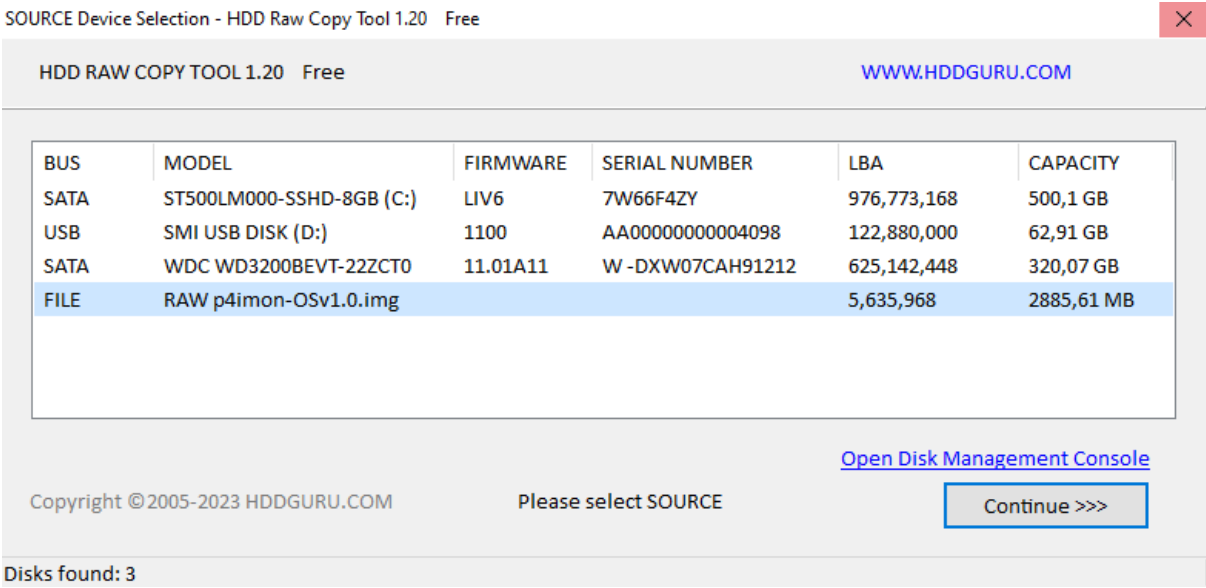 SOURCE Device Selection - HDD Raw Copy Tool 1.20 Free
HDD RAW COPY TOOL 1.20 Free WWW.HDDGURU.COM
BUS MODEL FIRMWARE SERIAL NUMBER LBA CAPACITY
SATA ST500LM000-SSHD-8GB (C:) LIV6 7W66F4ZY 976,773,168 500,1 GB
USB SMI USB DISK (D:) 1100 AA00000000004098 122,880,000 62,91 GB
SATA WDC WD3200BEVT-22ZCT0 11.01A11 W -DXW07CAH91212 625,142,448 320,07 GB
FILE RAW p4imon-OSv1.0.img 5,635,968 2885,61 MB
Open Disk Management Console
Copyright ©2005-2023 HDDGURU.COM Please select SOURCE Continue >>>
Disks found: 3